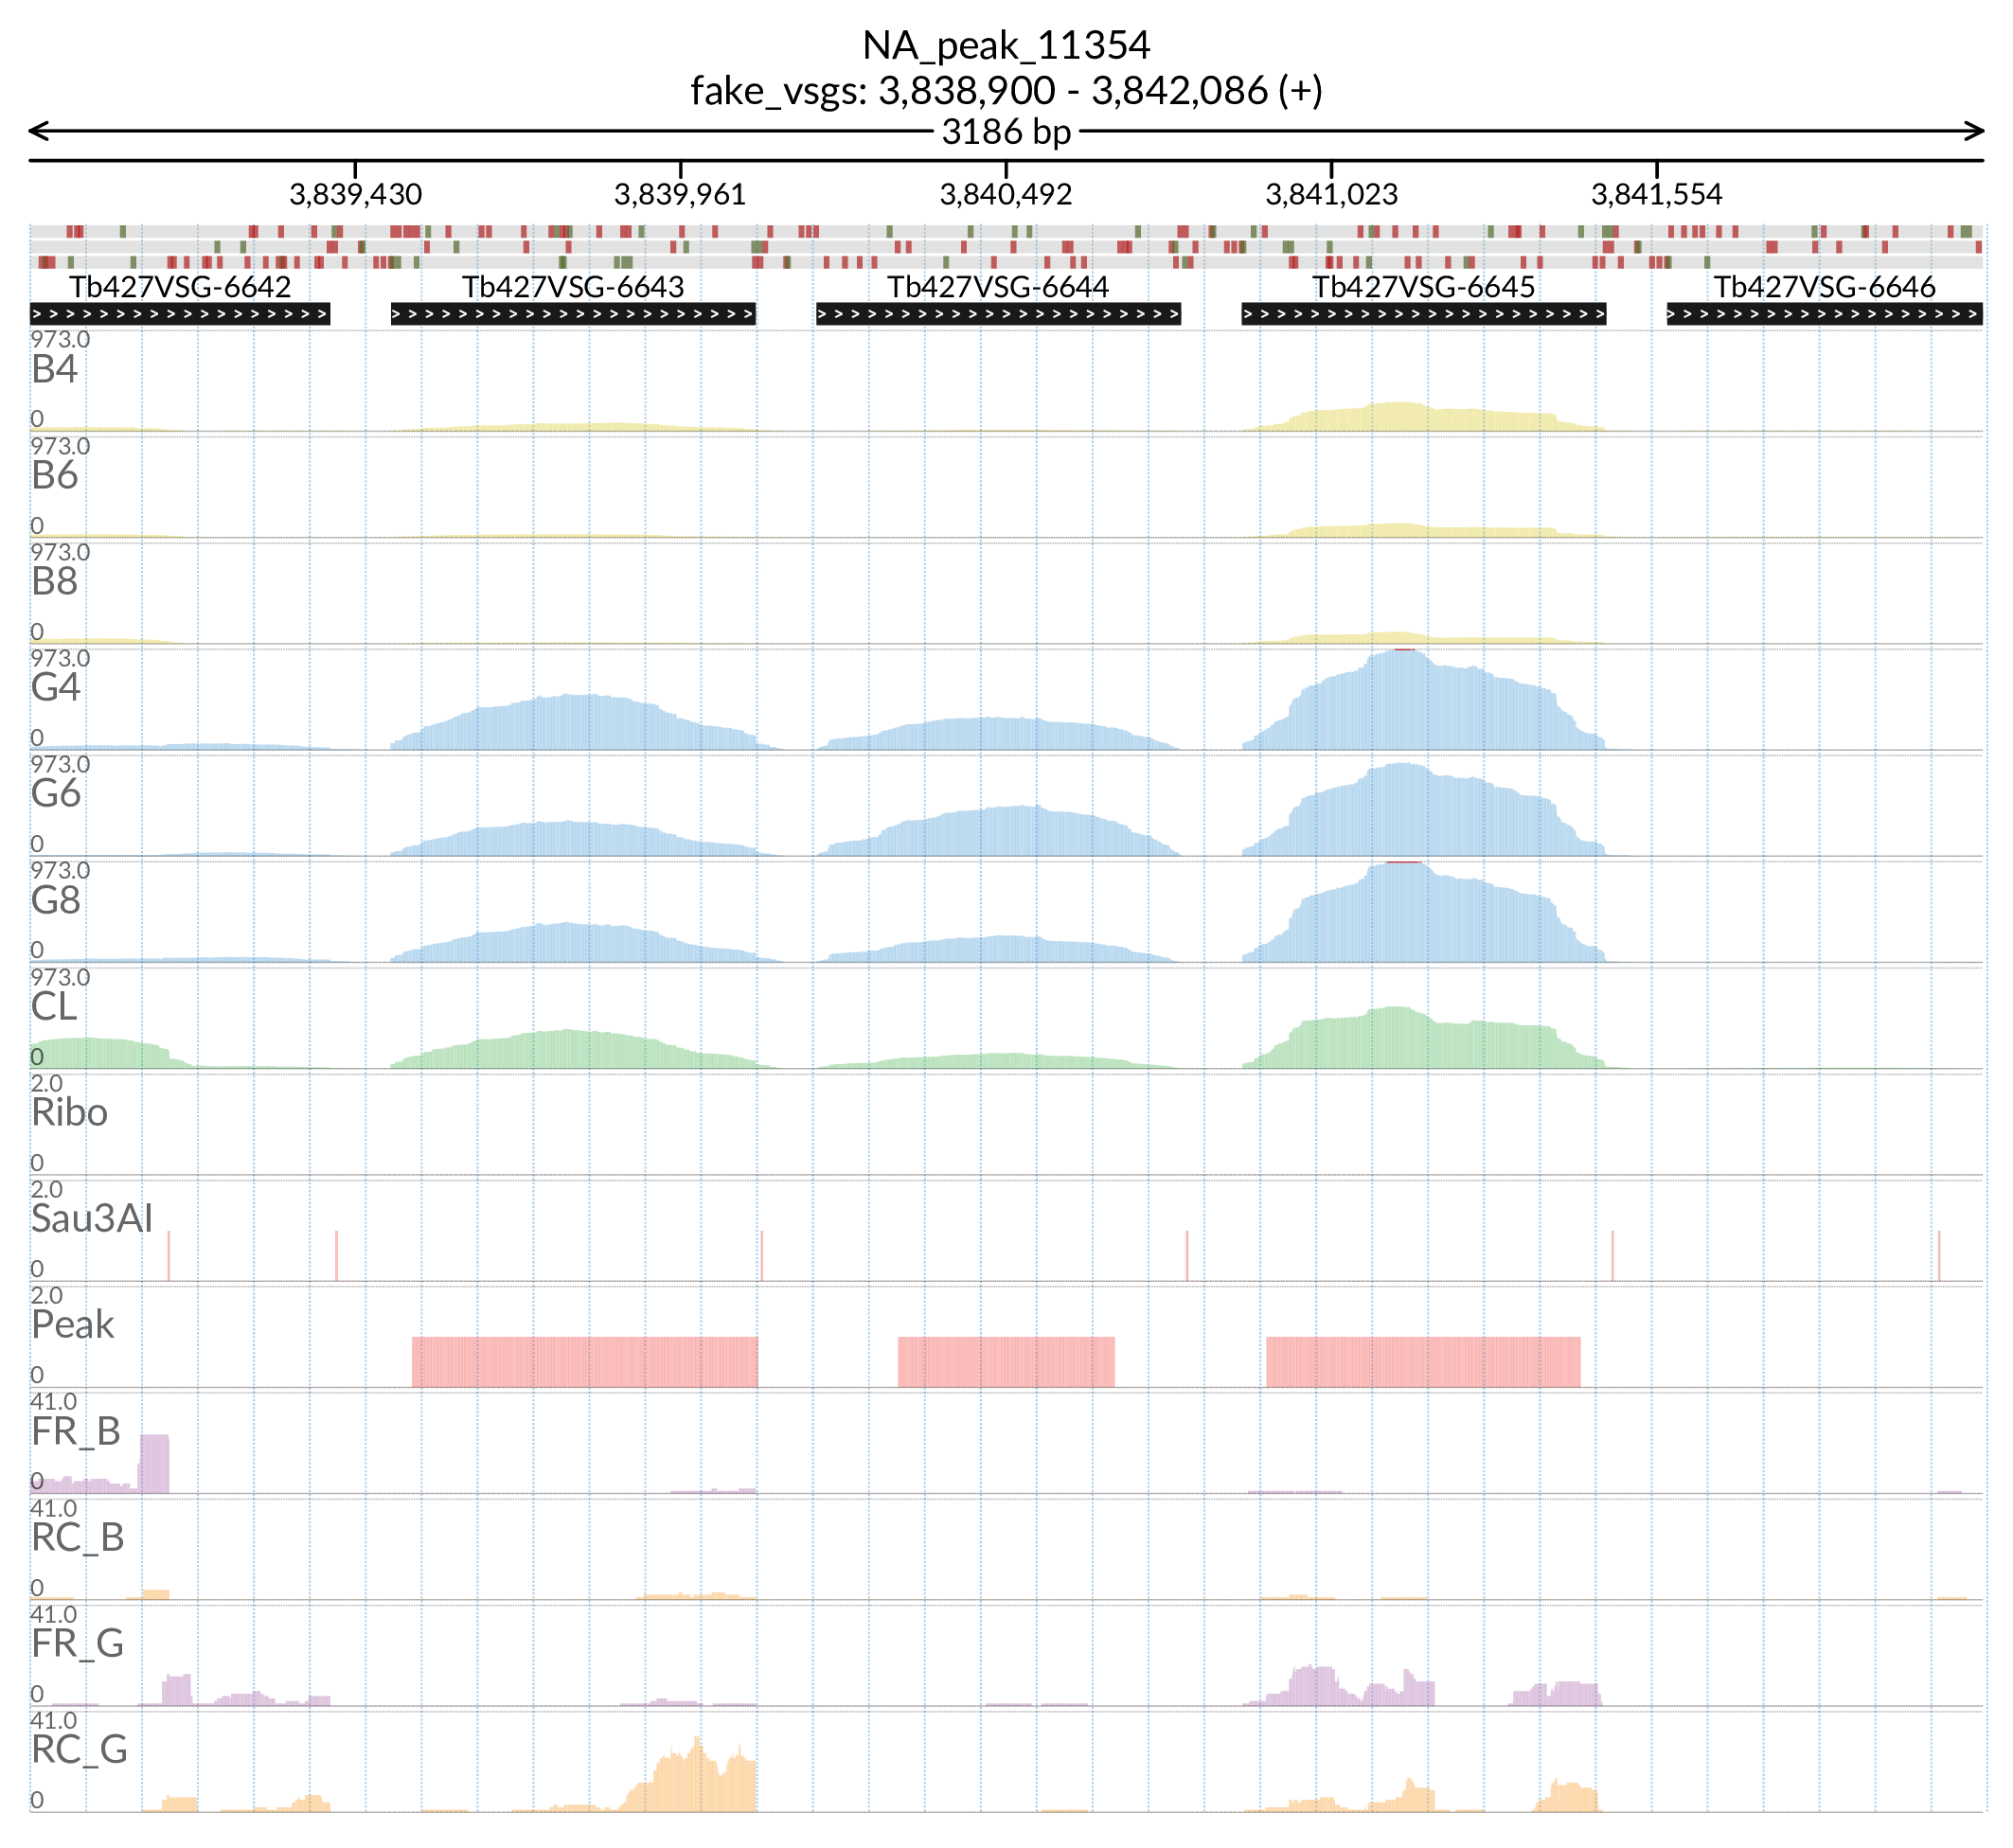 NA_peak_11354
fake_vsgs: 3,838,900 - 3,842,086 (+)
3186 bp
3,839,430 3,839,961 3,840,492 3,841,023 3,841,554
Tb427VSG-6642 Tb427VSG-6643 Tb427VSG-6644 Tb427VSG-6645 Tb427VSG-6646
973.0
B4
0
973.0
B6
0
973.0
B8
0
973.0
G4
0
973.0
G6
0
973.0
G8
0
973.0
CL
0
2.0
Ribo
0
2.0
Sau3AI
0
2.0
Peak
0
41.0
FR_B
0
41.0
RC_B
0
41.0
FR_G
0
41.0
RC_G
0